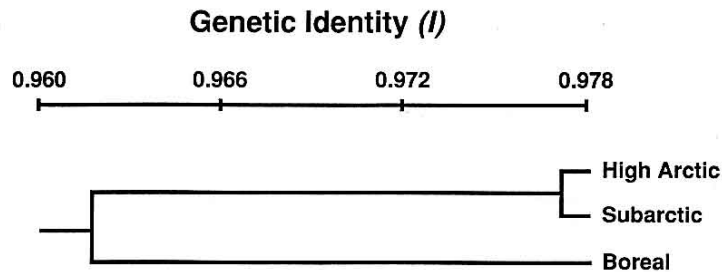 Genetic Identity (I)
0.960 0.966 0.972 0.978
High Arctic
Subarctic
Boreal